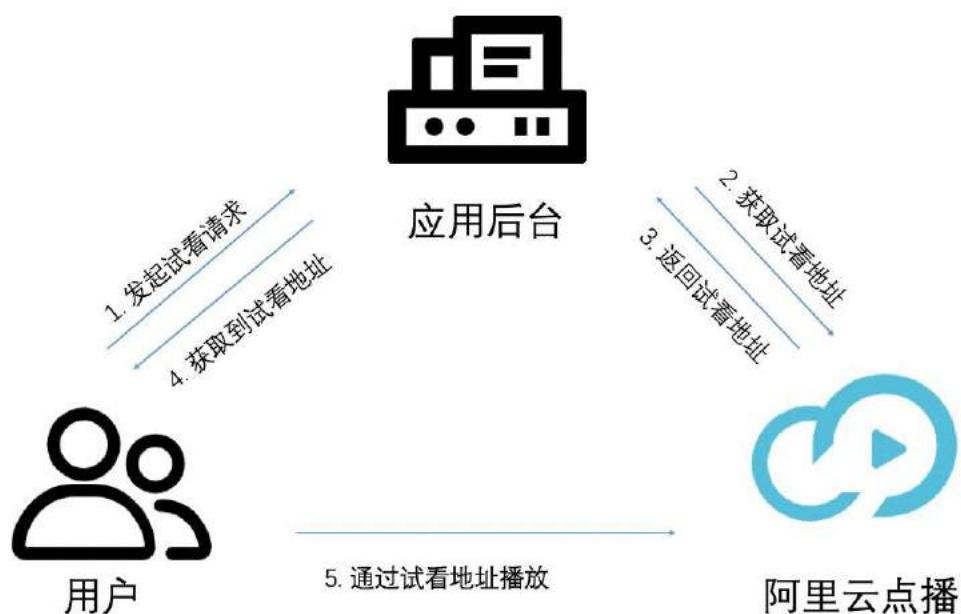 应用后台
1. 发起试看请求
2. 获取试看地址
3. 返回试看地址
4. 获取到试看地址
用户
5. 通过试看地址播放
阿里云点播